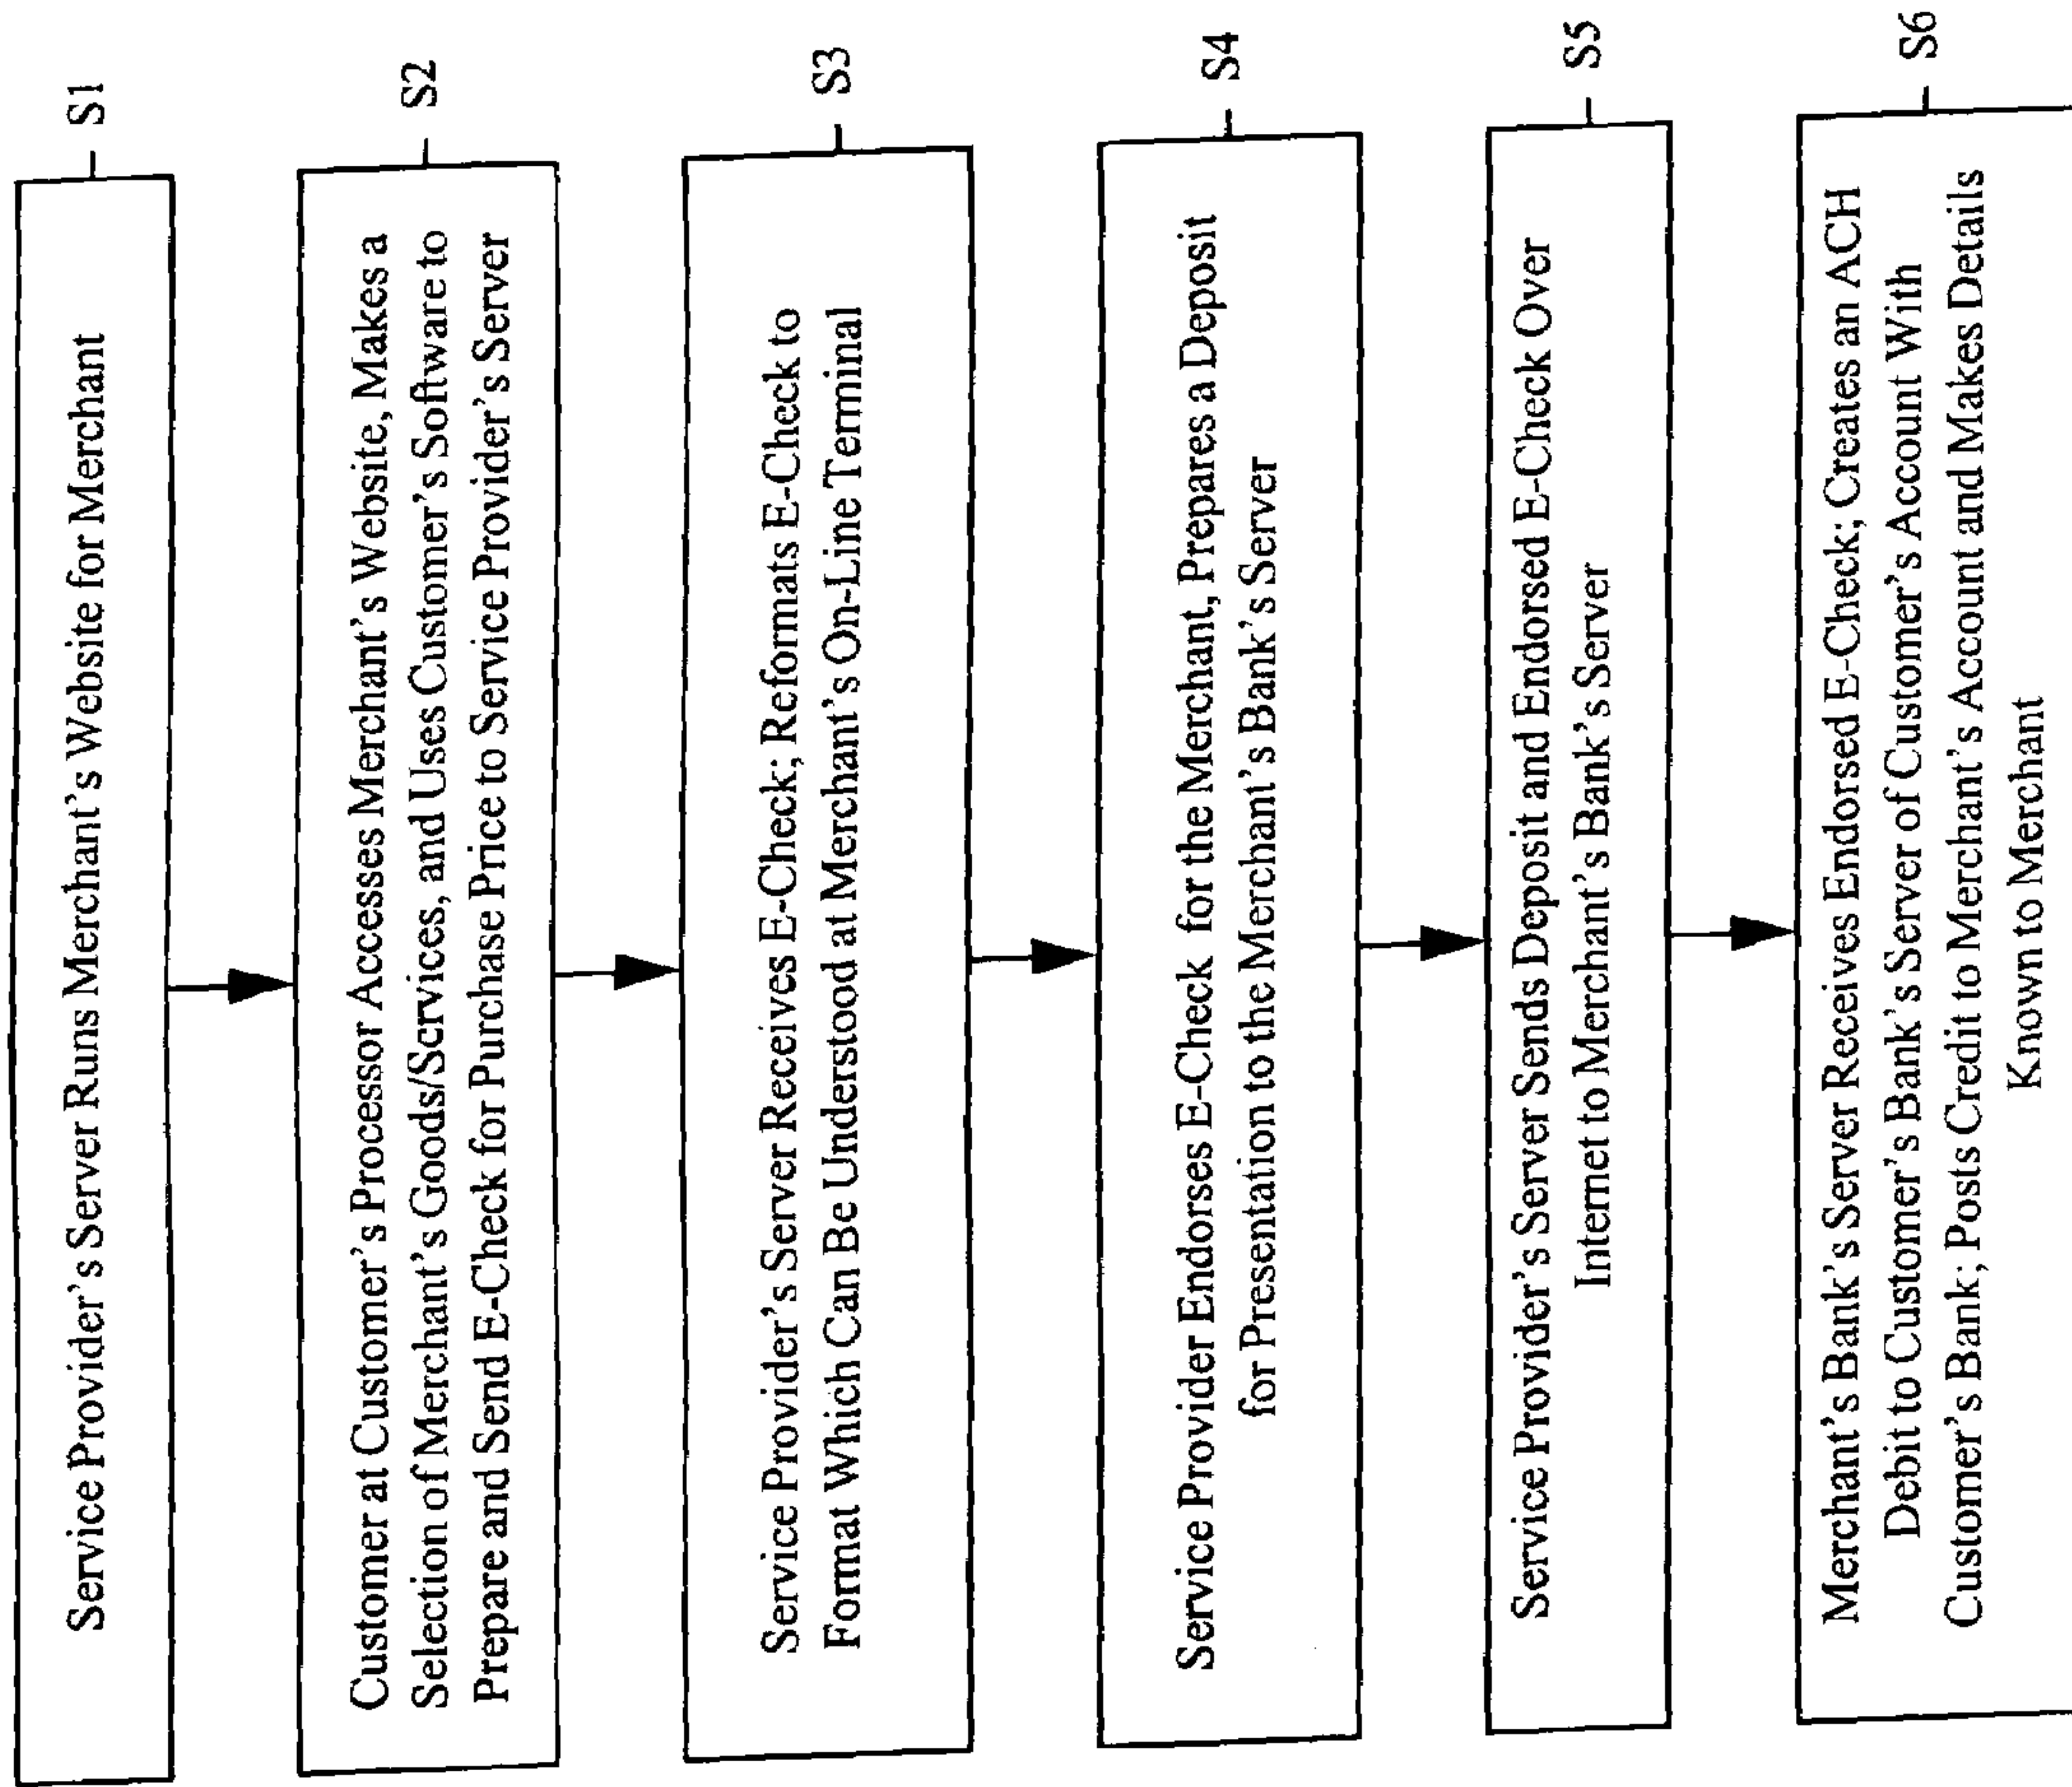 Service Provider's Server Runs Merchant's Website for Merchant
S1
Customer at Customer's Processor Accesses Merchant's Website, Makes a
Selection of Merchant's Goods/Services, and Uses Customer's Software to
Prepare and Send E-Check for Purchase Price to Service Provider's Server
S2
Service Provider's Server Receives E-Check; Reformats E-Check to
Format Which Can Be Understood at Merchant's On-Line Terminal
S3
Service Provider Endorses E-Check for the Merchant, Prepares a Deposit
for Presentation to the Merchant's Bank's Server
S4
Service Provider's Server Sends Deposit and Endorsed E-Check Over
Internet to Merchant's Bank's Server
S5
Merchant's Bank's Server Receives Endorsed E-Check; Creates an ACH
Debit to Customer's Bank's Server of Customer's Account With
Customer's Bank; Posts Credit to Merchant's Account and Makes Details
Known to Merchant
S6